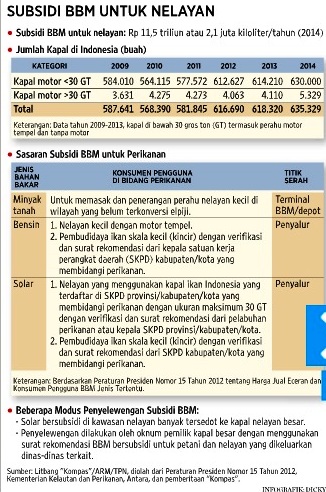 SUBSIDI BBM UNTUK NELAYAN
• Subsidi BBM untuk nelayan: Rp 11,5 triliun atau 2,1 juta kiloliter/tahun (2014)
• Jumlah Kapal di Indonesia (buah)
KATEGORI 2009 2010 2011 2012 2013 2014
Kapal motor <30 GT 584.010 564.115 577.572 612.627 614.210 630.000
Kapal motor >30 GT 3.631 4.275 4.273 4.063 4.110 5.329
Total 587.641 568.390 581.845 616.690 618.320 635.329
Keterangan: Data tahun 2009-2013, kapal di bawah 30 gros ton (GT) termasuk perahu motor
tempel dan tanpa motor
• Sasaran Subsidi BBM untuk Perikanan
JENIS BAHAN BAKAR KONSUMEN PENGGUNA DI BIDANG PERIKANAN TITIK SERAH
Minyak tanah Untuk memasak dan penerangan perahu nelayan kecil di Terminal
wilayah yang belum terkonversi elpiji. BBM/depot
Bensin 1. Nelayan kecil dengan motor tempel. Penyalur
2. Pembudidaya ikan skala kecil (kincir) dengan verifikasi
dan surat rekomendasi dari kepala satuan kerja
perangkat daerah (SKPD) kabupaten/kota yang
membidangi perikanan.
Solar 1. Nelayan yang menggunakan kapal ikan Indonesia yang Penyalur
terdaftar di SKPD provinsi/kabupaten/kota yang
membidangi perikanan dengan ukuran maksimum 30 GT
dengan verifikasi dan surat rekomendasi dari pelabuhan
perikanan atau kepala SKPD provinsi/kabupaten/kota.
2. Pembudidaya ikan skala kecil (kincir) dengan verifikasi
dan surat rekomendasi dari SKPD kabupaten/kota yang
membidangi perikanan.
Keterangan: Berdasarkan Peraturan Presiden Nomor 15 Tahun 2012 tentang Harga Jual Eceran dan
Konsumen Pengguna BBM Jenis Tertentu.
• Beberapa Modus Penyelewengan Subsidi BBM:
- Solar bersubsidi di kawasan nelayan banyak tersedot ke kapal nelayan besar.
- Penyelewengan dilakukan oleh oknum pemilik kapal besar dengan menggunakan
surat rekomendasi BBM bersubsidi untuk petani dan nelayan yang dikeluarkan
dinas-dinas terkait.
Sumber: Litbang "Kompas"/ARM/TPN, diolah dari Peraturan Presiden Nomor 15 Tahun 2012,
Kementerian Kelautan dan Perikanan, Antara, dan pemberitaan "Kompas".
INFOGRAFIK: DICKY